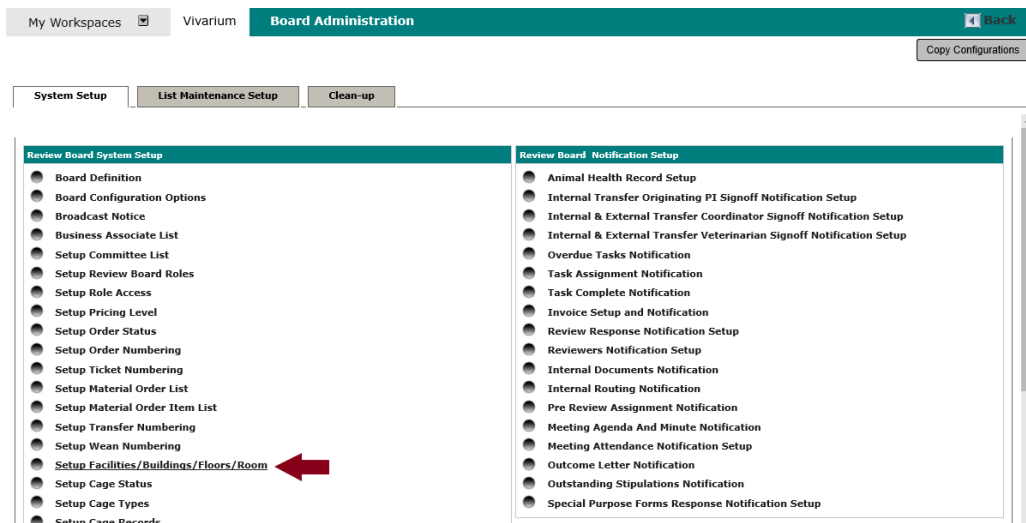 My Workspaces
Vivarium
Board Administration
Back
Copy Configurations
System Setup
List Maintenance Setup
Clean-up
Review Board System Setup
Board Definition
Board Configuration Options
Broadcast Notice
Business Associate List
Setup Committee List
Setup Review Board Roles
Setup Role Access
Setup Pricing Level
Setup Order Status
Setup Order Numbering
Setup Ticket Numbering
Setup Material Order List
Setup Material Order Item List
Setup Transfer Numbering
Setup Wean Numbering
Setup Facilities/Buildings/Floors/Room
Setup Cage Status
Setup Cage Types
Setup Cage Records
Review Board Notification Setup
Animal Health Record Setup
Internal Transfer Originating PI Signoff Notification Setup
Internal & External Transfer Coordinator Signoff Notification Setup
Internal & External Transfer Veterinarian Signoff Notification Setup
Overdue Tasks Notification
Task Assignment Notification
Task Complete Notification
Invoice Setup and Notification
Review Response Notification Setup
Reviewers Notification Setup
Internal Documents Notification
Internal Routing Notification
Pre Review Assignment Notification
Meeting Agenda And Minute Notification
Meeting Attendance Notification Setup
Outcome Letter Notification
Outstanding Stipulations Notification
Special Purpose Forms Response Notification Setup